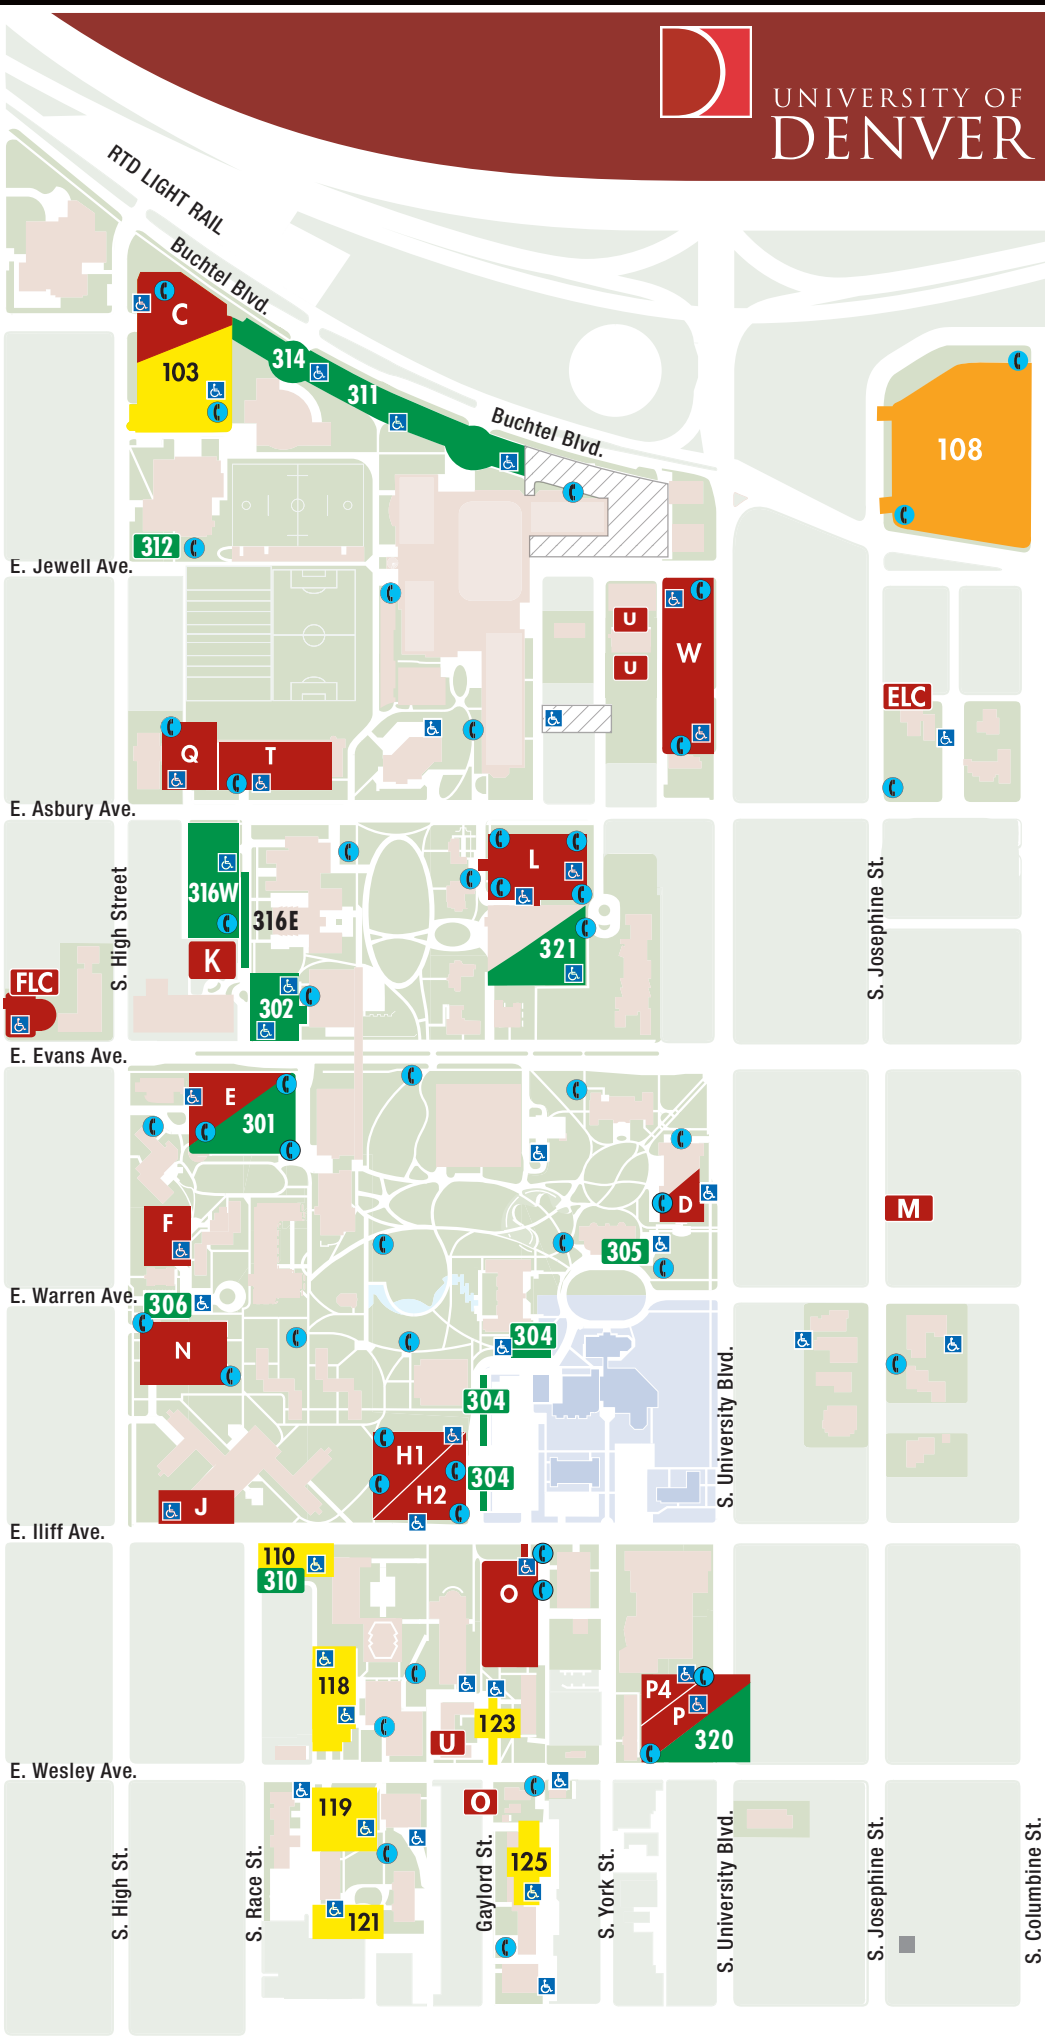 UNIVERSITY OF
DENVER
RTD LIGHT RAIL
Buchtel Blvd.
C
103
314
311
Buchtel Blvd.
108
312
E. Jewell Ave.
U
U
W
ELC
Q
T
E. Asbury Ave.
L
316W
316E
321
K
S. High Street
S. Josephine St.
FLC
302
E. Evans Ave.
E
301
D
M
F
305
E. Warren Ave.
306
N
304
304
S. University Blvd.
H1
H2
304
J
E. Iliff Ave.
110
310
O
118
P4
P
320
123
U
E. Wesley Ave.
119
O
125
121
S. High St.
S. Race St.
Gaylord St.
S. York St.
S. University Blvd.
S. Josephine St.
S. Columbine St.